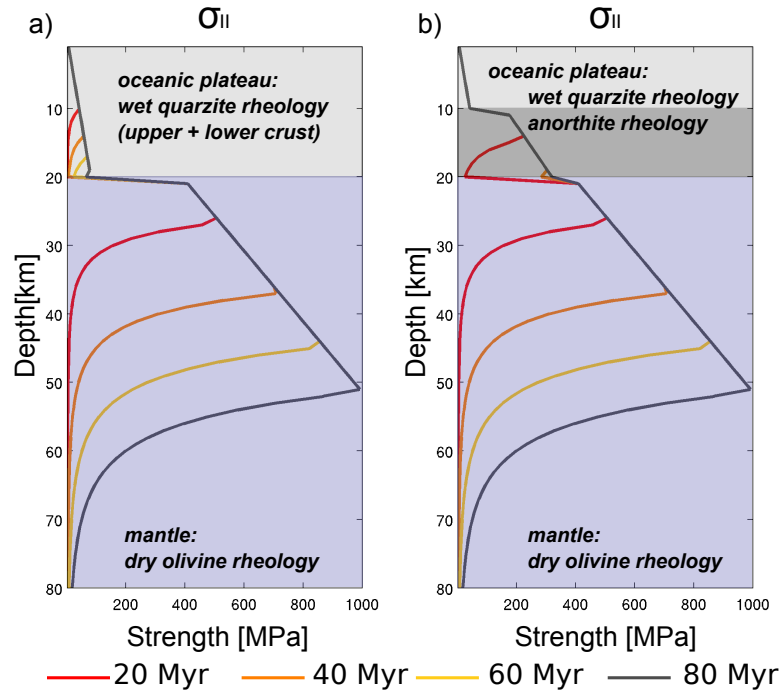 a)
σII
oceanic plateau:
wet quarzite rheology
(upper + lower crust)
10
20
30
40
50
60
70
80
Depth[km]
mantle:
dry olivine rheology
200
400
600
800
1000
Strength [MPa]
b)
σII
oceanic plateau:
wet quarzite rheology
anorthite rheology
10
20
30
40
50
60
70
80
Depth [km]
mantle:
dry olivine rheology
200
400
600
800
1000
Strength [MPa]
20 Myr
40 Myr
60 Myr
80 Myr